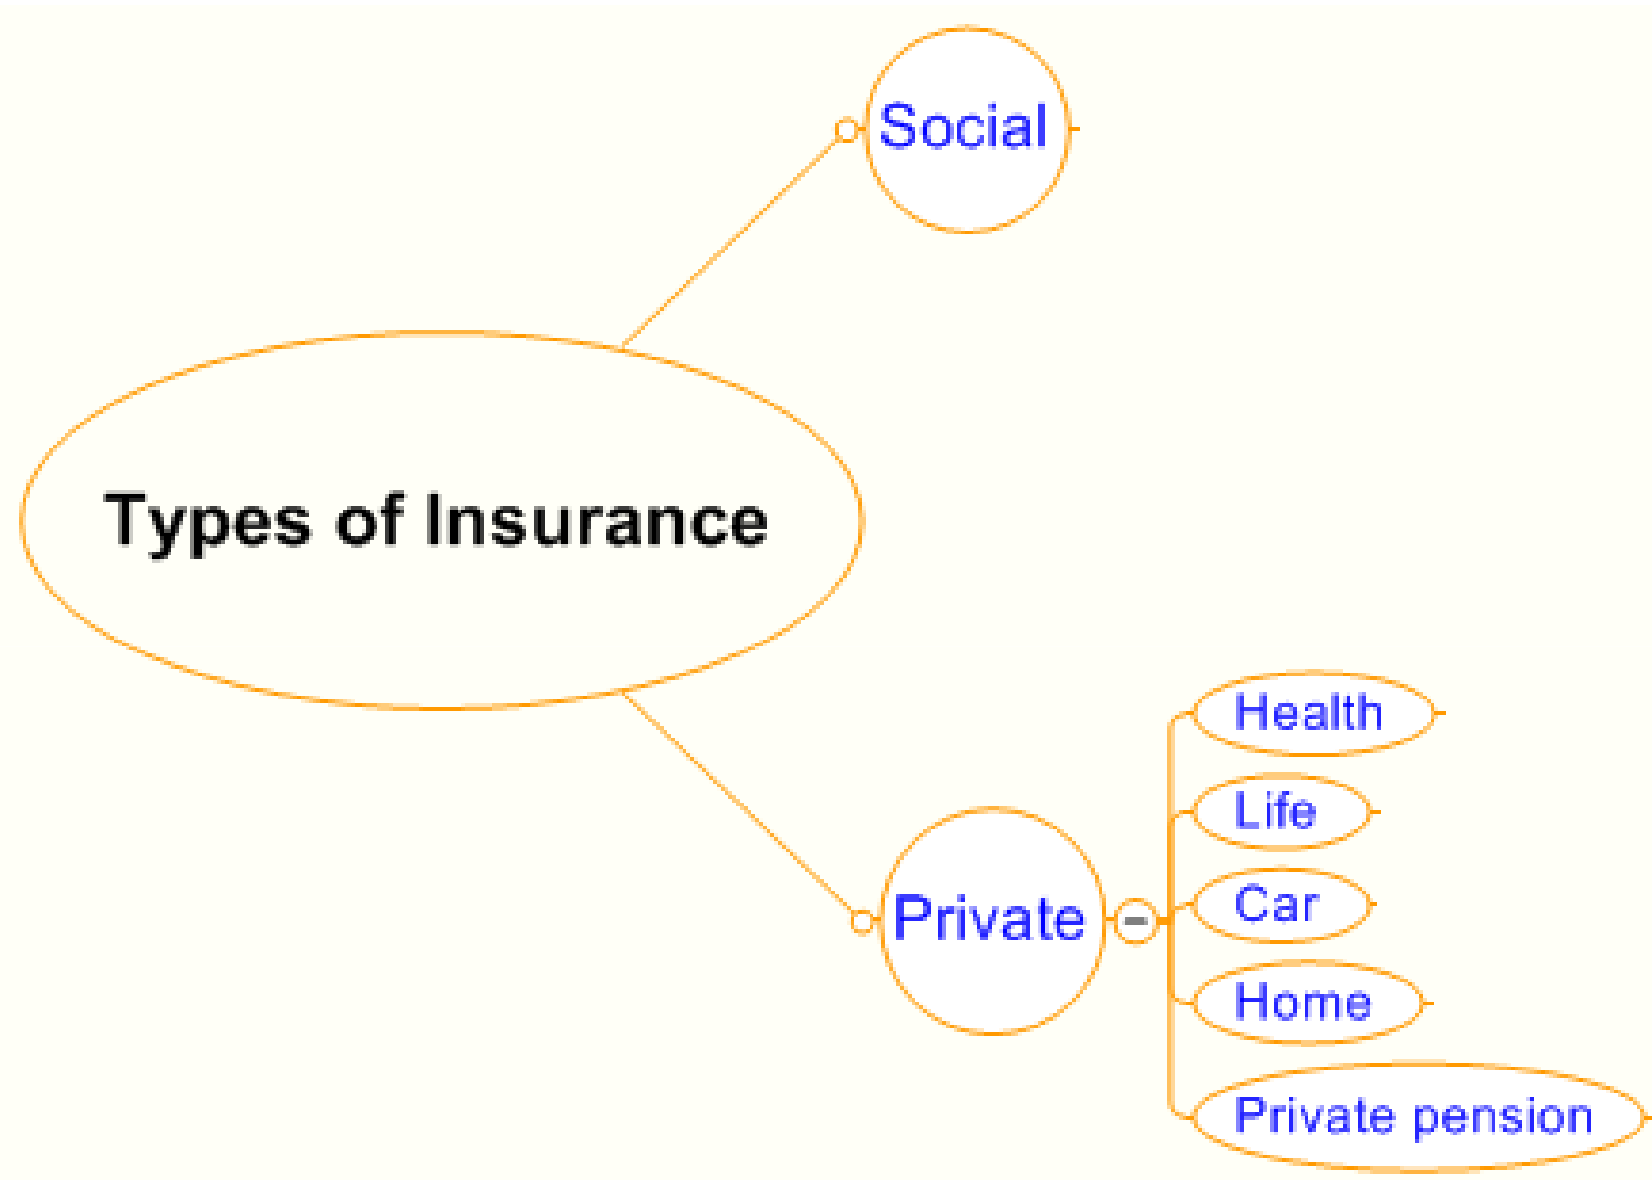 Social
Types of Insurance
Health
Life
Car
Private
Home
Private pension